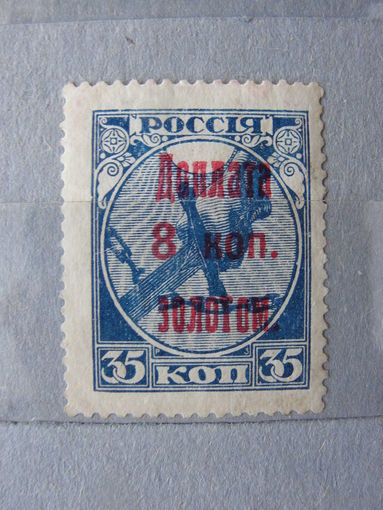 РОССІЯ
Доплата
8 коп.
золотом.
35 КОП 35